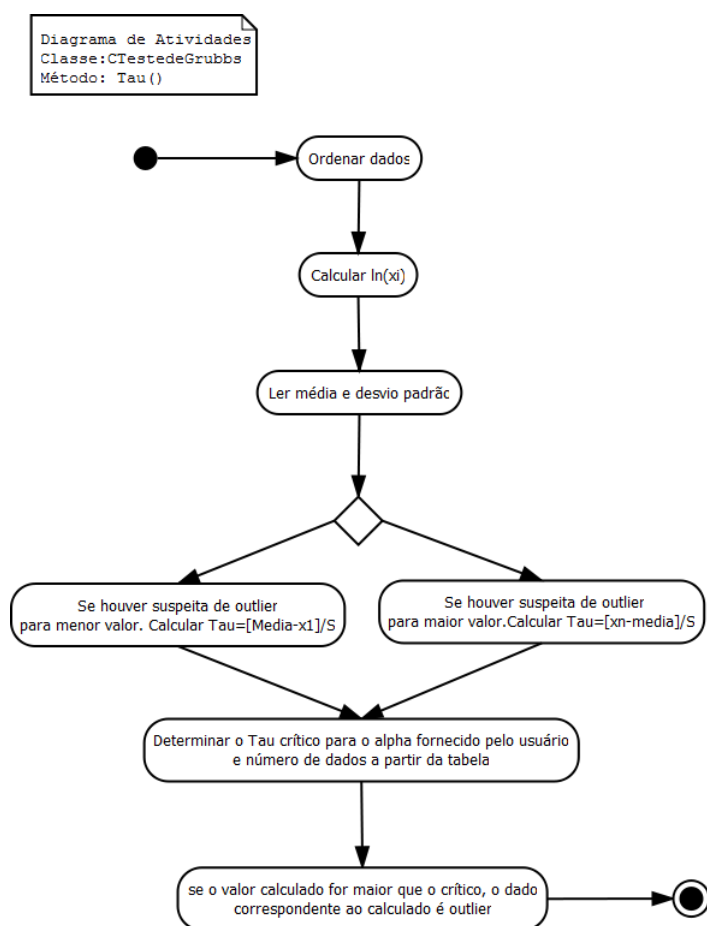 Diagrama de Atividades
Classe:CTestedeGrubbs
Método: Tau()
Ordenar dados
Calcular ln(xi)
Ler média e desvio padrão
Se houver suspeita de outlier
para menor valor. Calcular Tau=[Media-x1]/S
Se houver suspeita de outlier
para maior valor.Calcular Tau=[xn-media]/S
Determinar o Tau crítico para o alpha fornecido pelo usuário
e número de dados a partir da tabela
se o valor calculado for maior que o crítico, o dado
correspondente ao calculado é outlier